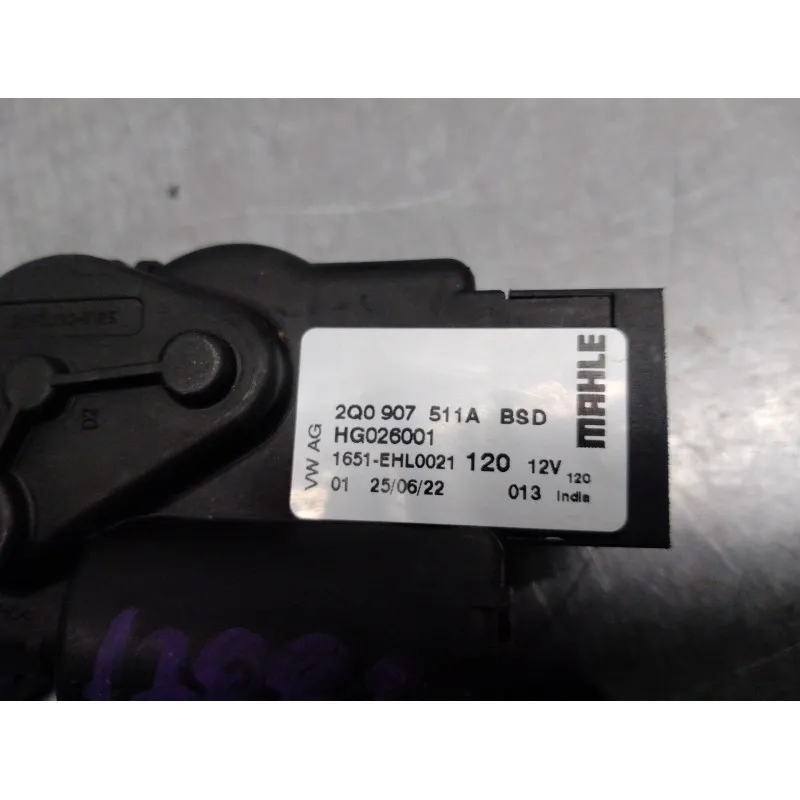 2Q0 907 511A BSD
HG026001
1651-EHL0021 120 12V 120
01 25/06/22 013 India
VW AG
MAHLE
D2